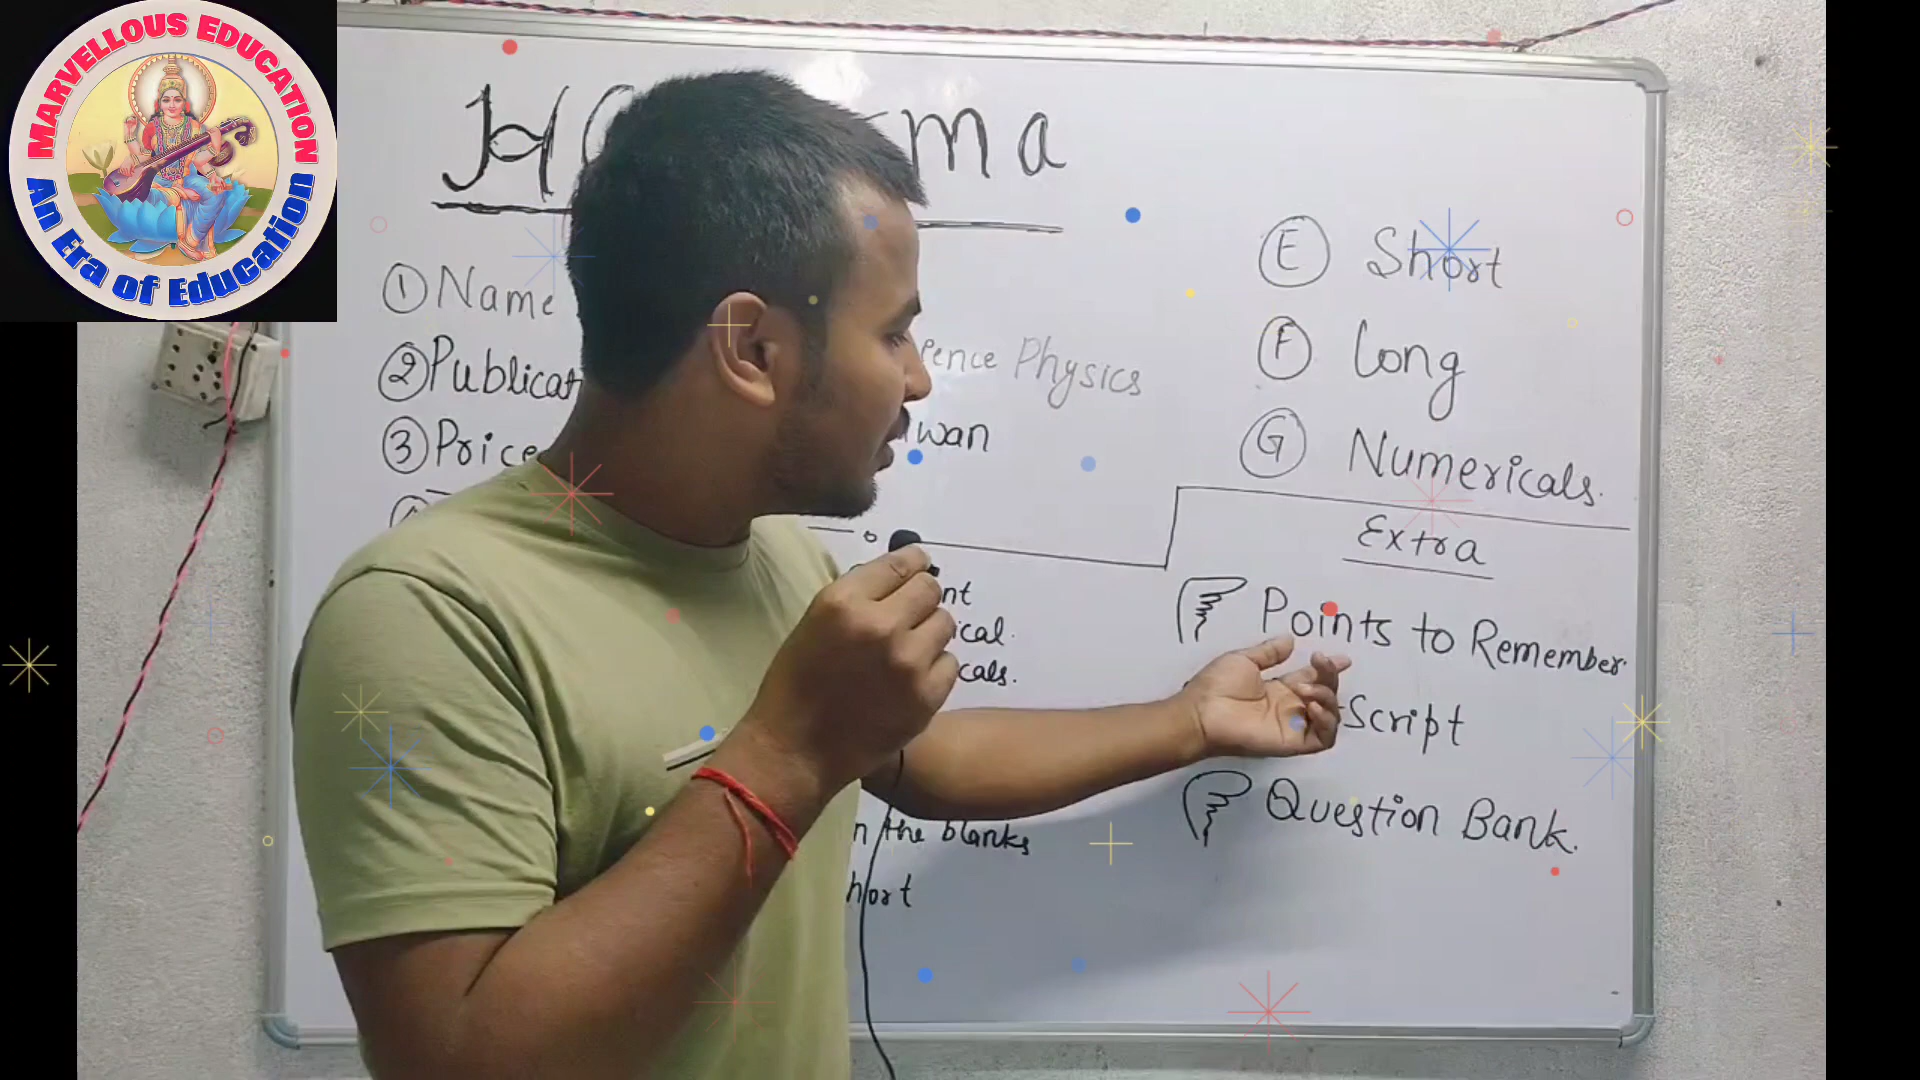 MARVELLOUS EDUCATION
An Era of Education
ma
1 Name
2 Publicat
pence Physics
3 Price
wan
nt
ical.
cals.
n the blanks
hort
E Short
F Long
G Numericals.
Extra
Points to Remember.
Script
Question Bank.